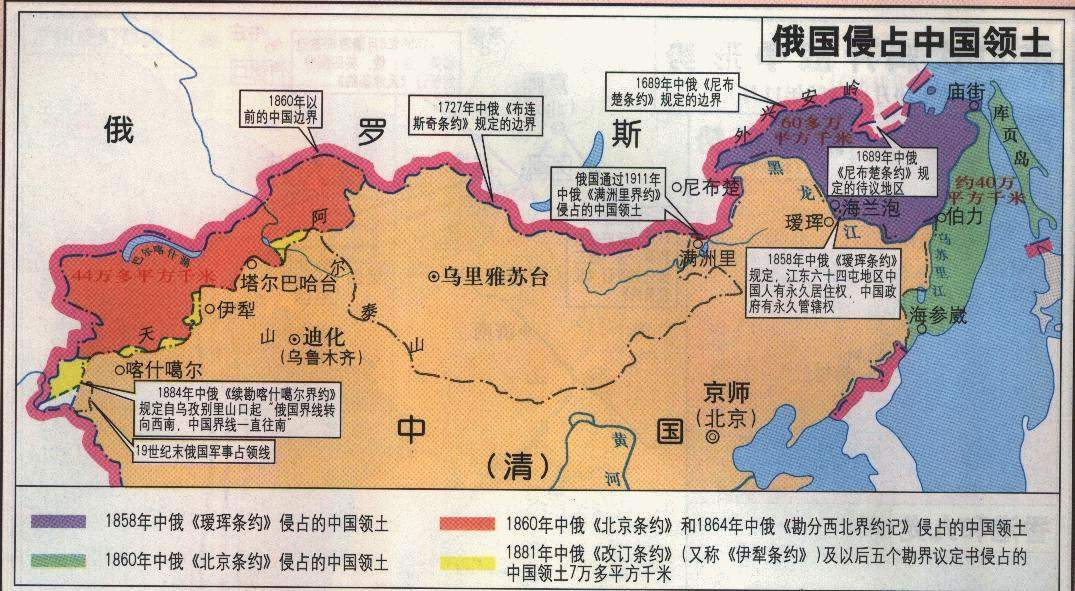 俄国侵占中国领土
俄
罗
斯
1860年以
前的中国边界
1727年中俄《布连
斯奇条约》规定的边界
1689年中俄《尼布
楚条约》规定的边界
外
兴
安
岭
60多万
平方千米
庙街
库
页
岛
1689年中俄
《尼布楚条约》规
定的待议地区
约40万
平方千米
伯力
俄国通过1911年
中俄《满洲里界约》
侵占的中国领土
尼布楚
黑
龙
江
瑷珲
海兰泡
乌
苏
里
江
海参崴
满洲里
1858年中俄《瑷珲条约》
规定，江东六十四屯地区中
国人有永久居住权，中国政
府有永久管辖权
巴尔喀什湖
44万多平方千米
阿
尔
泰
山
塔尔巴哈台
乌里雅苏台
伊犁
天
山
迪化
(乌鲁木齐)
喀什噶尔
1884年中俄《续勘喀什噶尔界约》
规定自乌孜别里山口起“俄国界线转
向西南，中国界线一直往南”
19世纪末俄国军事占领线
京师
(北京)
中
国
(清)
黄
河
1858年中俄《瑷珲条约》侵占的中国领土
1860年中俄《北京条约》侵占的中国领土
1860年中俄《北京条约》和1864年中俄《勘分西北界约记》侵占的中国领土
1881年中俄《改订条约》(又称《伊犁条约》)及以后五个勘界议定书侵占的
中国领土7万多平方千米